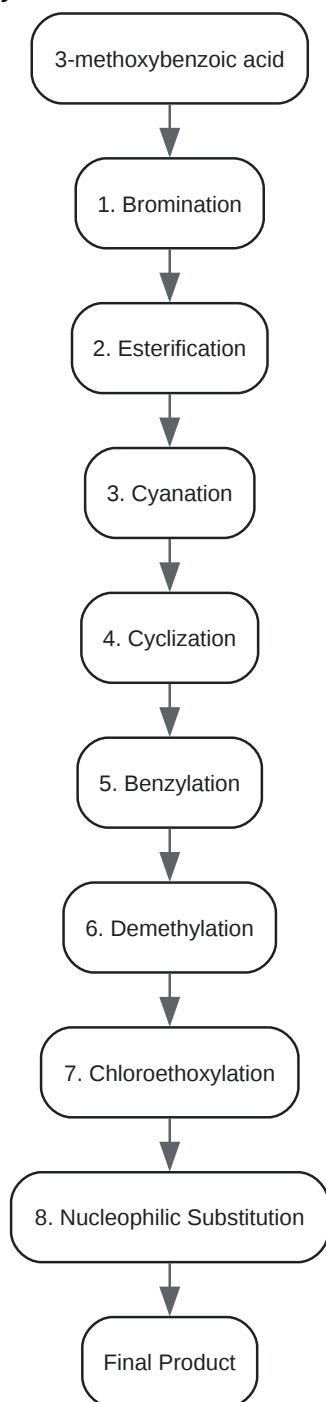 3-methoxybenzoic acid
1. Bromination
2. Esterification
3. Cyanation
4. Cyclization
5. Benzylation
6. Demethylation
7. Chloroethoxylation
8. Nucleophilic Substitution
Final Product